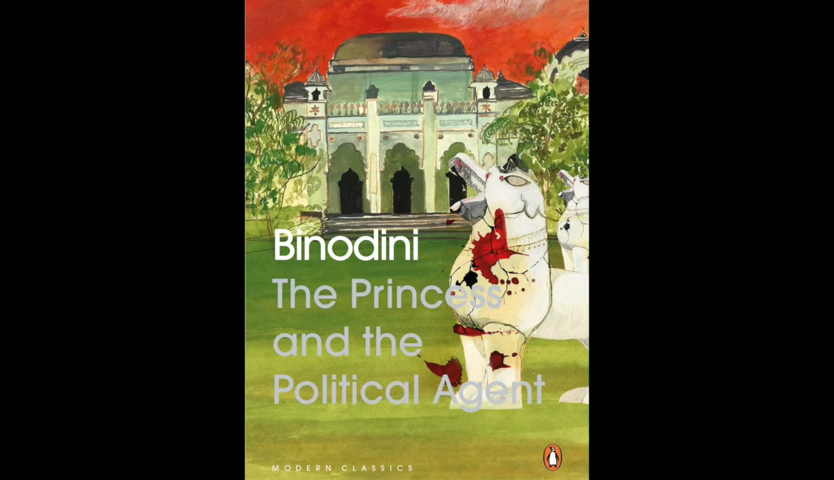 Binodini
The Princess
and the
Political Agent
MODERN CLASSICS